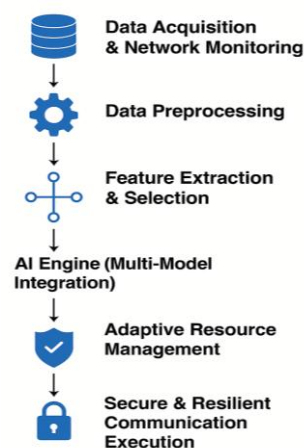 Data Acquisition
& Network Monitoring
Data Preprocessing
Feature Extraction
& Selection
AI Engine (Multi-Model
Integration)
Adaptive Resource
Management
Secure & Resilient
Communication
Execution